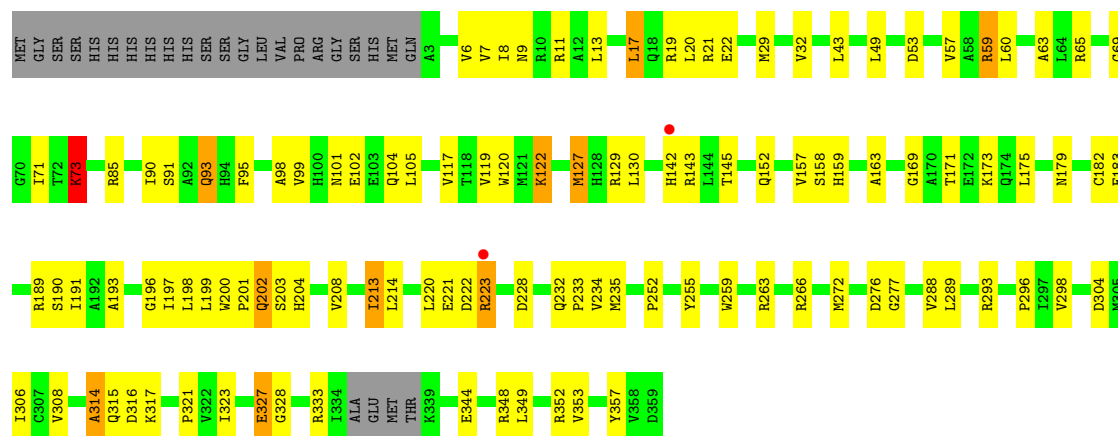 MET GLY SER SER HIS HIS HIS HIS HIS HIS SER SER GLY LEU VAL PRO ARG GLY SER HIS MET GLN A3 V6 V7 I8 N9 R10 R11 A12 L13 L17 Q18 R19 L20 R21 E22 M29 V32 L43 L49 D53 V57 A58 R59 L60 A63 L64 R65
G70 I71 T72 K73 R85 I90 S91 A92 Q93 H94 F95 A98 V99 H100 N101 E102 E103 Q104 L105 V117 T118 V119 W120 M121 K122 M127 H128 R129 L130 H142 R143 L144 T145 Q152 V157 S158 H159 A163 G169 A170 T171 E172 K173 Q174 L175 N179 C182
R189 S190 I191 A192 A193 G196 I197 L198 L199 W200 P201 Q202 S203 H204 V208 I213 L214 L220 E221 D222 R223 D228 Q232 P233 V234 M235 P252 Y255 W259 R263 R266 M272 D276 G277 V288 L289 R293 P296 I297 V298 D304
I306 C307 V308 A314 Q315 D316 K317 P321 V322 I323 E327 G328 R333 I334 ALA GLU MET THR K339 E344 R348 L349 R352 V353 Y357 V358 D359